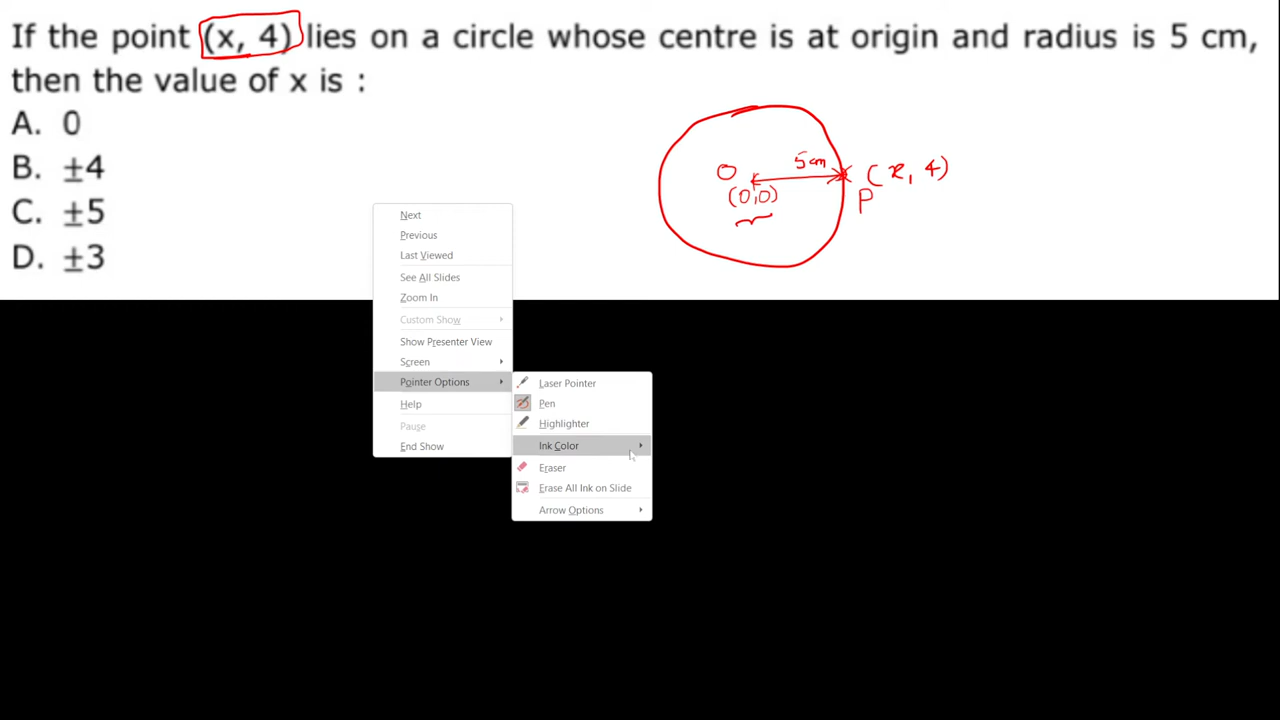 If the point (x, 4) lies on a circle whose centre is at origin and radius is 5 cm,
then the value of x is :
A. 0
B. ±4
C. ±5
D. ±3
5cm
O
(0,0)
(x, 4)
P
Next
Previous
Last Viewed
See All Slides
Zoom In
Custom Show
Show Presenter View
Screen
Pointer Options
Help
Pause
End Show
Laser Pointer
Pen
Highlighter
Ink Color
Eraser
Erase All Ink on Slide
Arrow Options